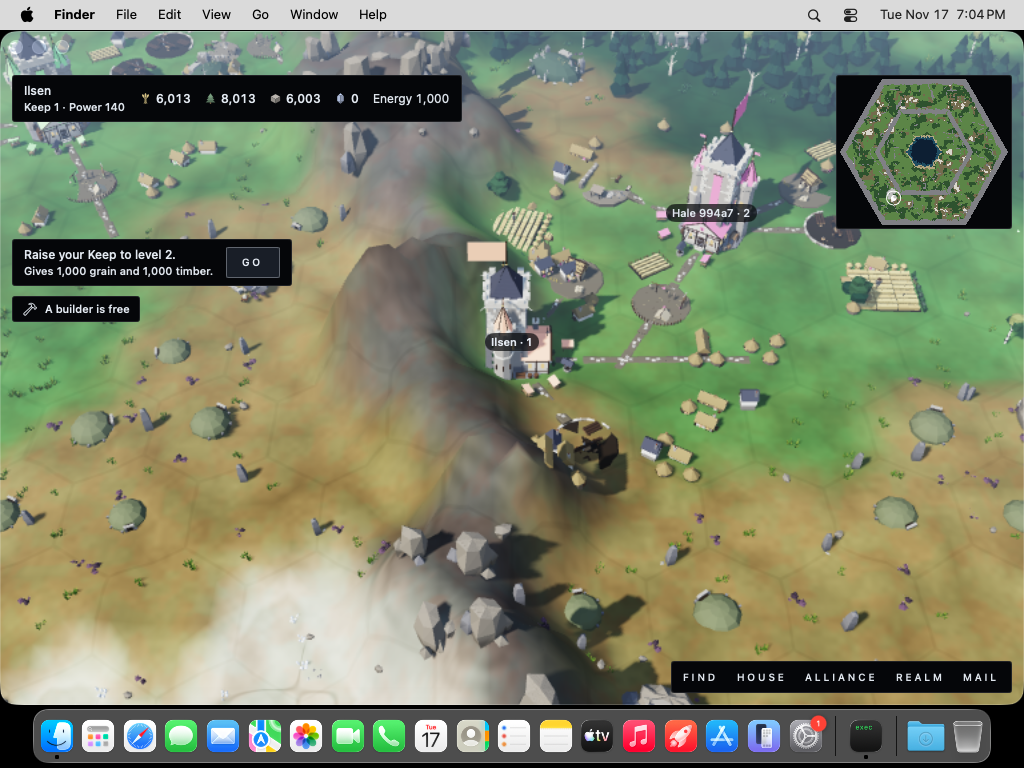 Finder File Edit View Go Window Help
Tue Nov 17 7:04 PM
Ilsen
Keep 1 · Power 140
6,013
8,013
6,003
0
Energy 1,000
Hale 994a7 · 2
Raise your Keep to level 2.
Gives 1,000 grain and 1,000 timber.
GO
A builder is free
Ilsen · 1
FIND HOUSE ALLIANCE REALM MAIL
Tue
17
tv
1
exec